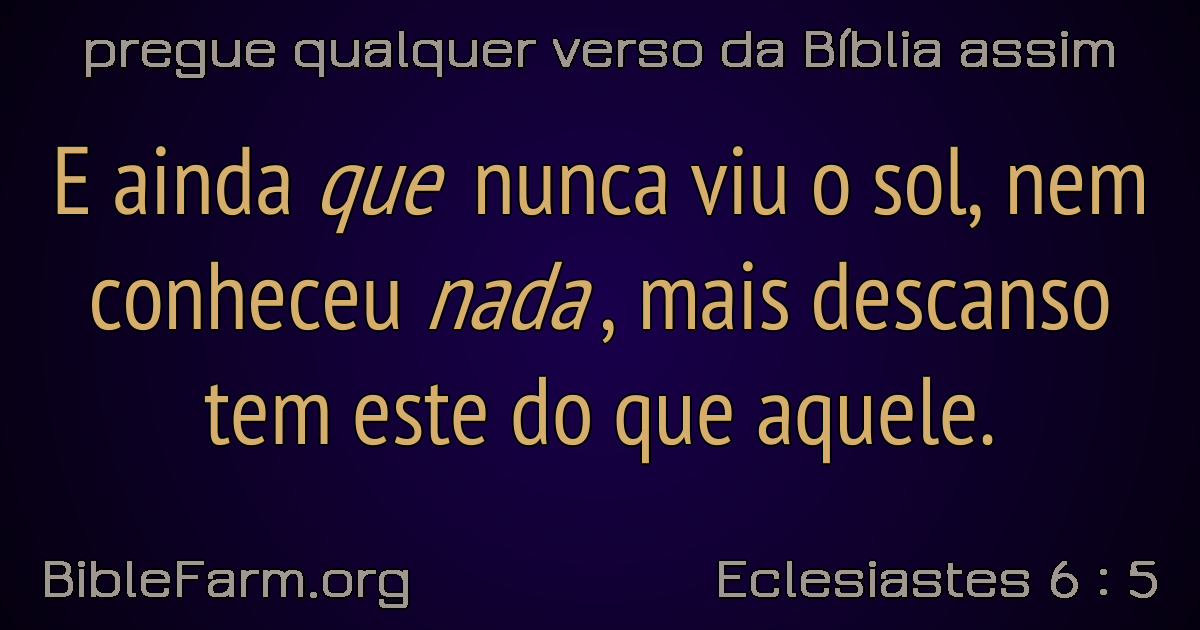 pregue qualquer verso da Bíblia assim
E ainda que nunca viu o sol, nem
conheceu nada, mais descanso
tem este do que aquele.
BibleFarm.org
Eclesiastes 6 : 5